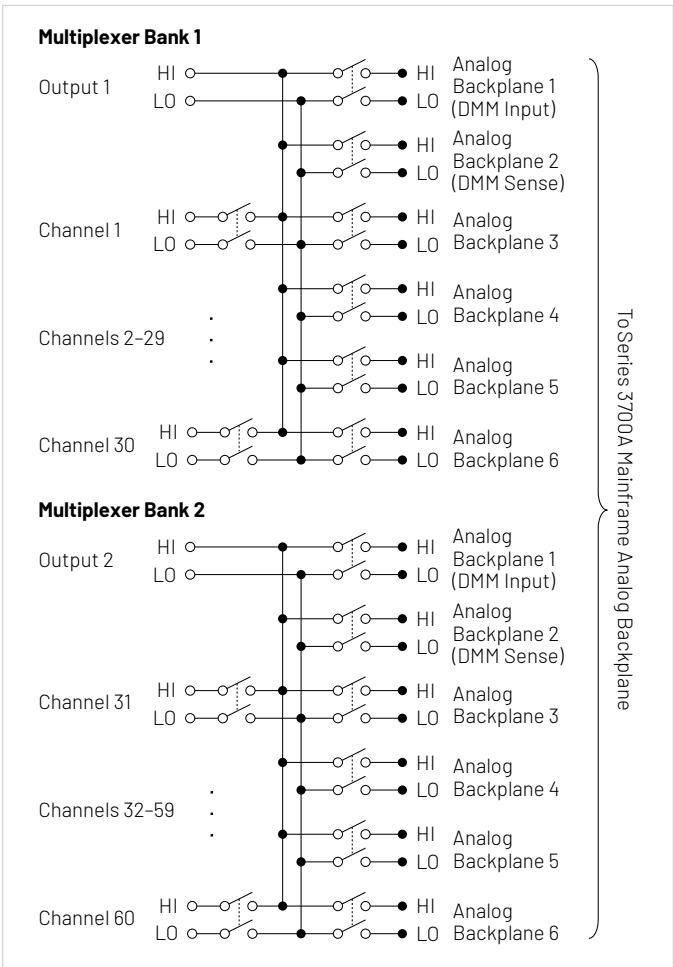 Multiplexer Bank 1
Output 1
HI
LO
HI
LO
Analog
Backplane 1
(DMM Input)
HI
LO
Analog
Backplane 2
(DMM Sense)
Channel 1
HI
LO
HI
LO
Analog
Backplane 3
HI
LO
Analog
Backplane 4
Channels 2–29
.
.
.
HI
LO
Analog
Backplane 5
Channel 30
HI
LO
HI
LO
Analog
Backplane 6
Multiplexer Bank 2
Output 2
HI
LO
HI
LO
Analog
Backplane 1
(DMM Input)
HI
LO
Analog
Backplane 2
(DMM Sense)
Channel 31
HI
LO
HI
LO
Analog
Backplane 3
HI
LO
Analog
Backplane 4
Channels 32–59
.
.
.
HI
LO
Analog
Backplane 5
Channel 60
HI
LO
HI
LO
Analog
Backplane 6
To Series 3700A Mainframe Analog Backplane